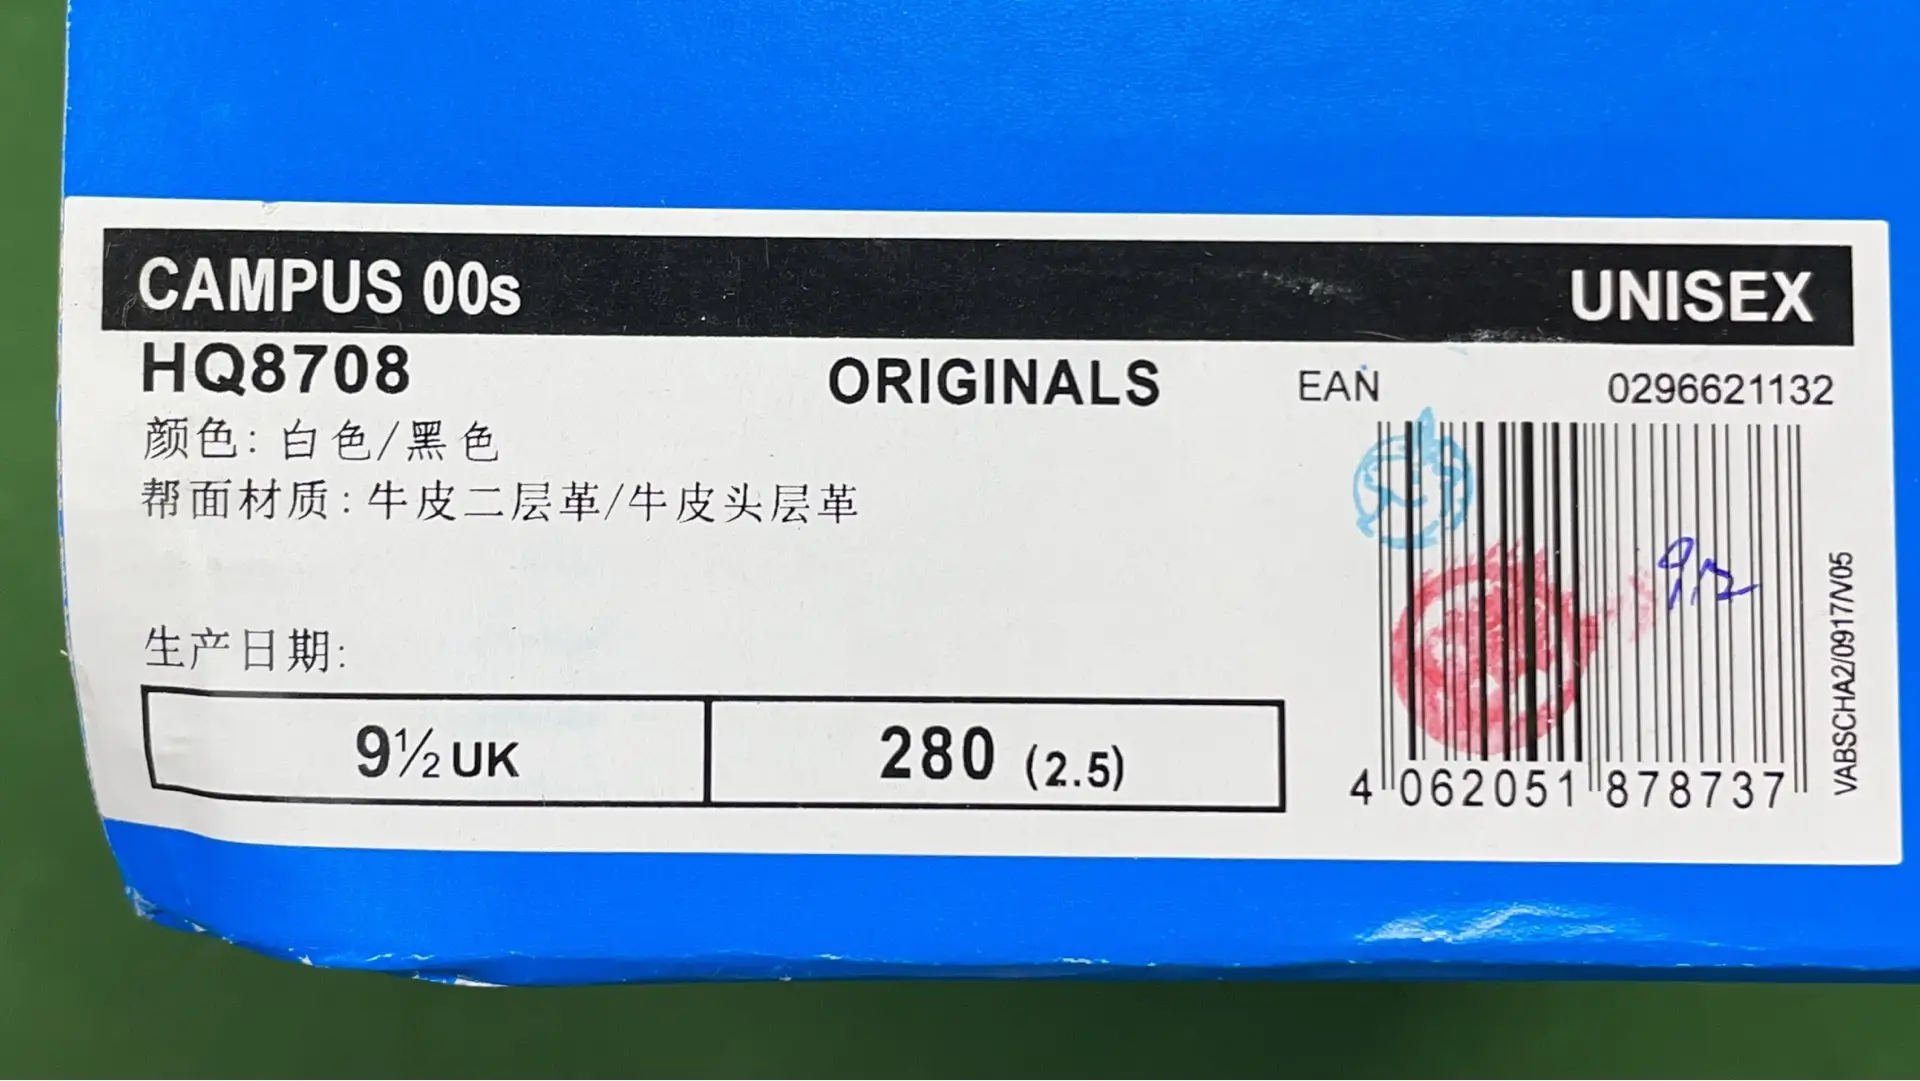 CAMPUS 00s UNISEX
HQ8708 ORIGINALS EAN 0296621132
颜色: 白色/黑色
帮面材质: 牛皮二层革/牛皮头层革
生产日期:
9½ UK 280 (2.5)
4 062051 878737
VABSCHA2/0917/V05